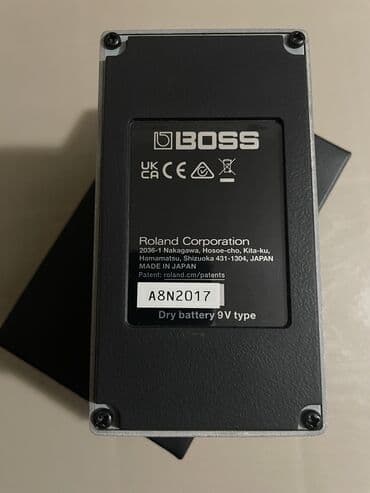 BOSS
UK
CA CE
Roland Corporation
2036-1 Nakagawa, Hosoe-cho, Kita-ku,
Hamamatsu, Shizuoka 431-1304, JAPAN
MADE IN JAPAN
Patent: roland.cm/patents
A8N2017
Dry battery 9V type